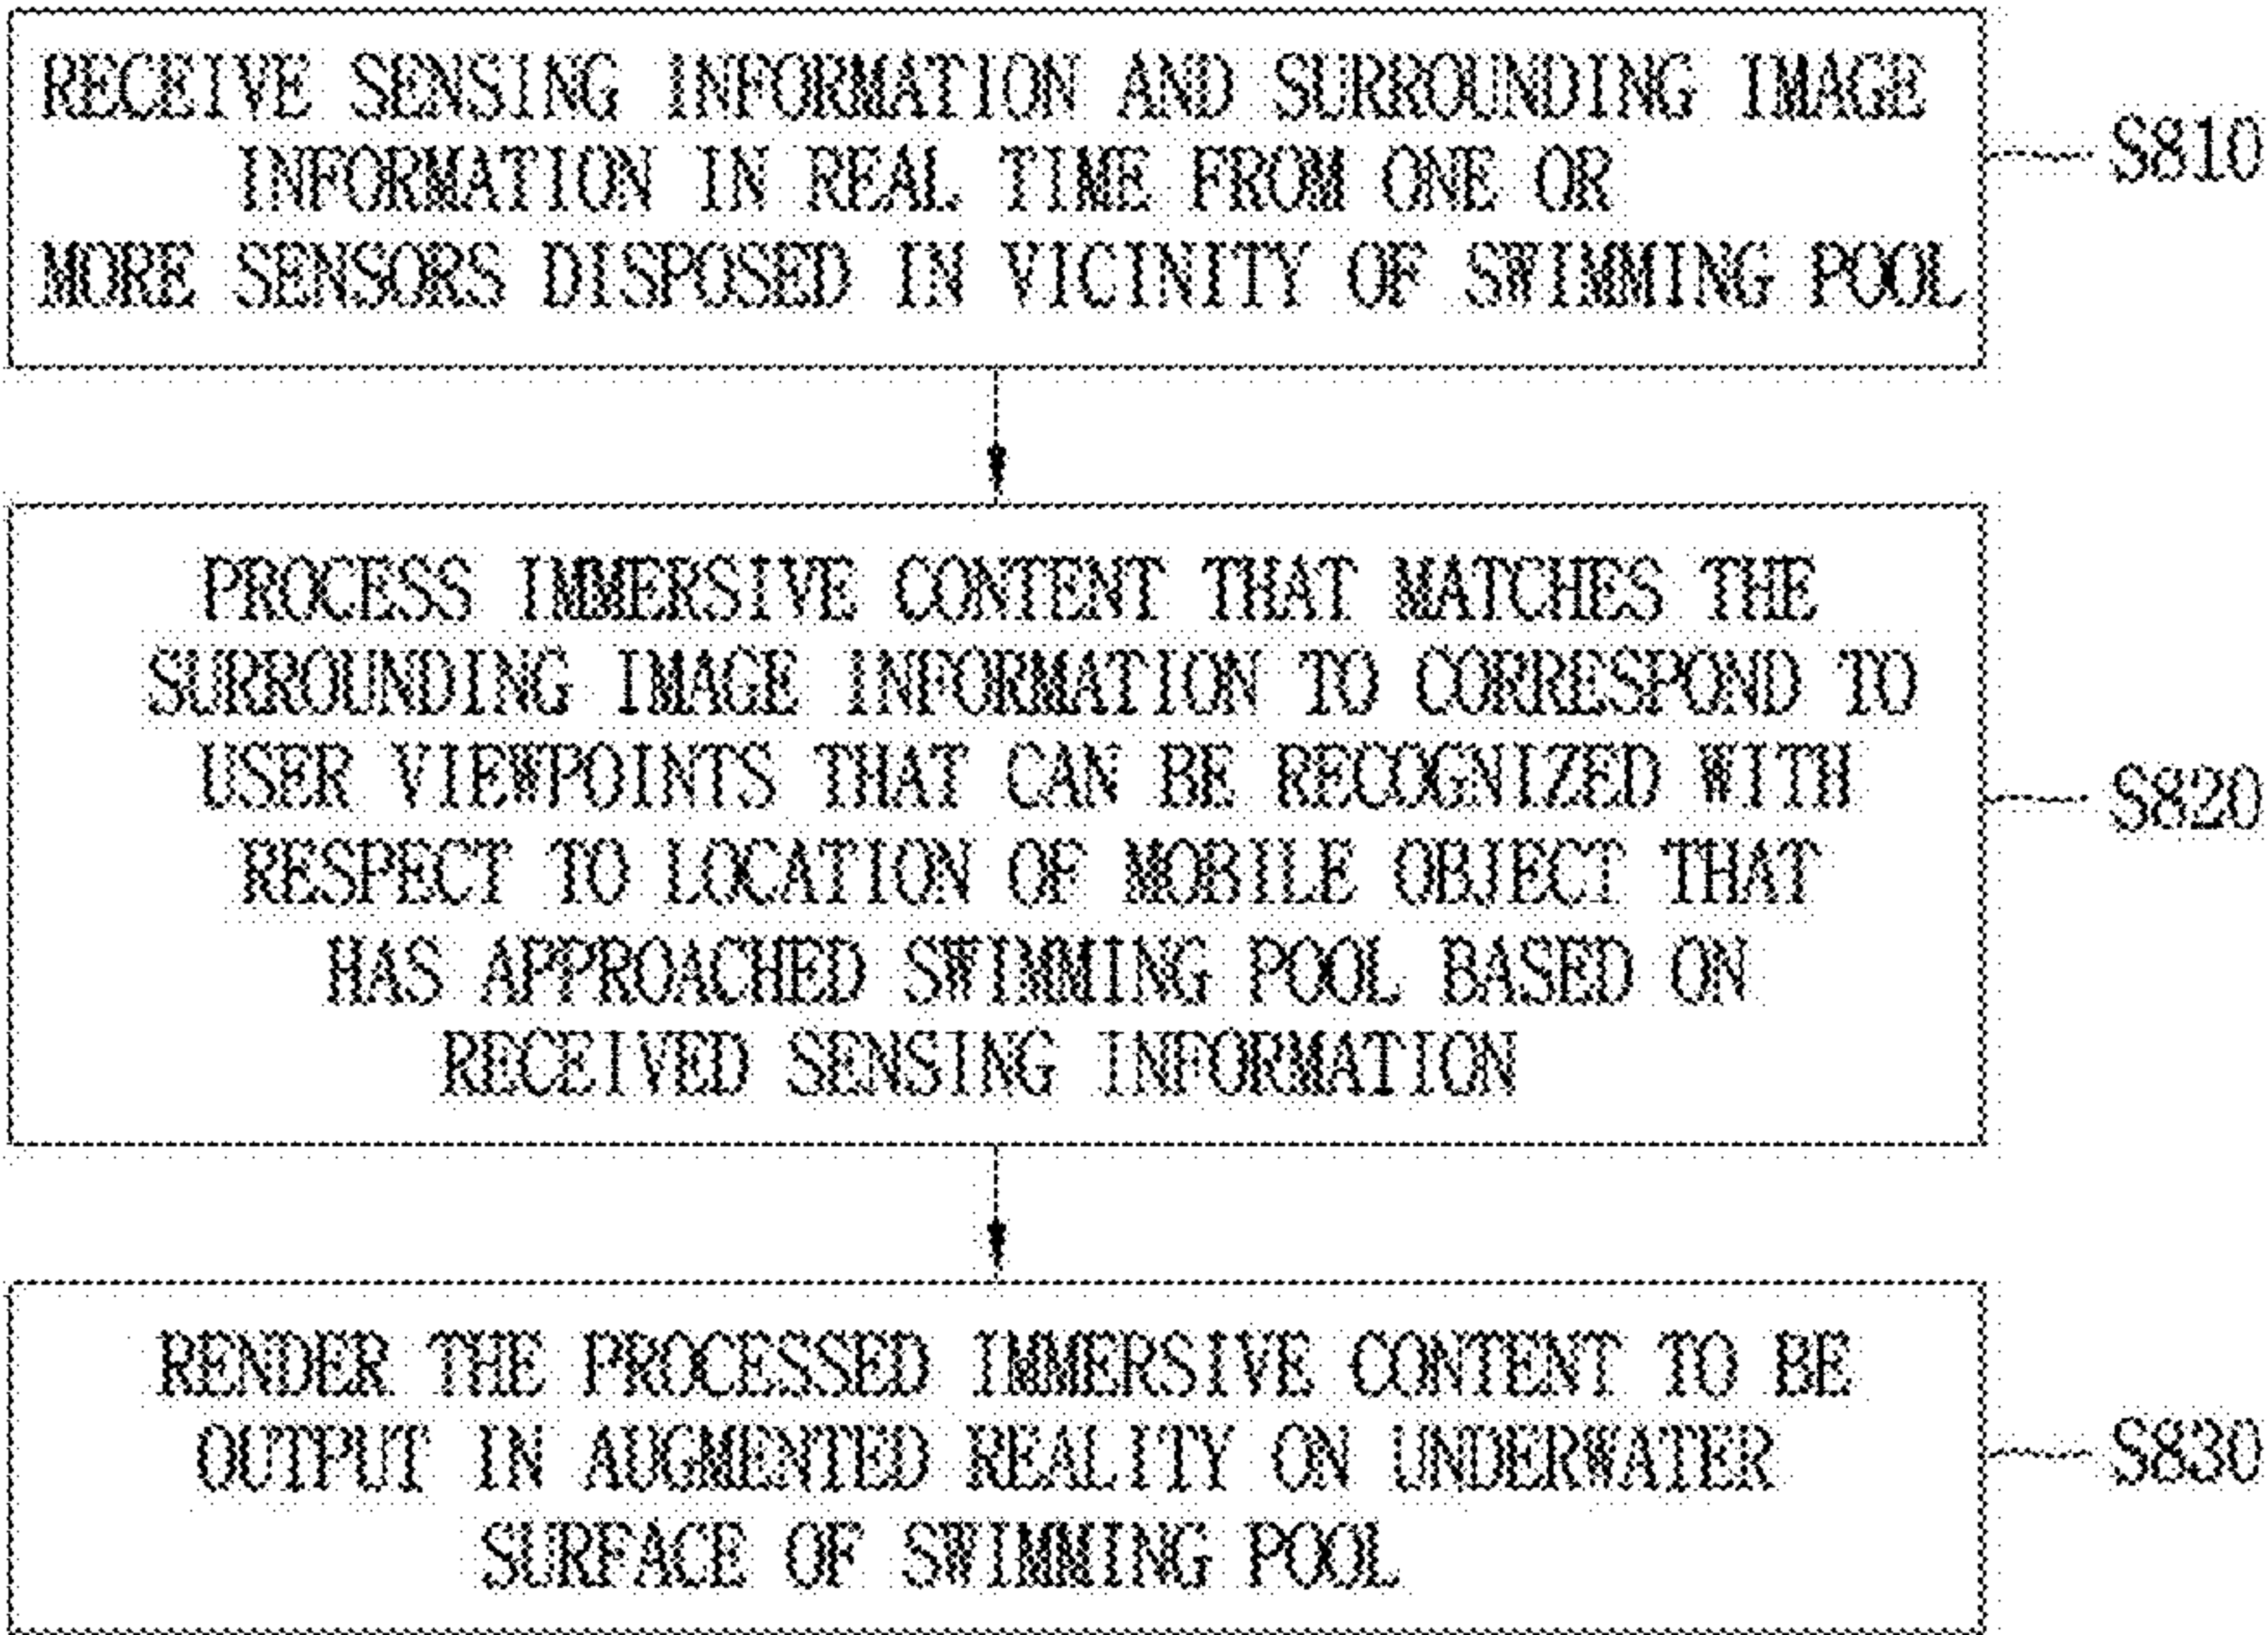 RECEIVE SENSING INFORMATION AND SURROUNDING IMAGE
INFORMATION IN REAL TIME FROM ONE OR
MORE SENSORS DISPOSED IN VICINITY OF SWIMMING POOL
S810
PROCESS IMMERSIVE CONTENT THAT MATCHES THE
SURROUNDING IMAGE INFORMATION TO CORRESPOND TO
USER VIEWPOINTS THAT CAN BE RECOGNIZED WITH
RESPECT TO LOCATION OF MOBILE OBJECT THAT
HAS APPROACHED SWIMMING POOL BASED ON
RECEIVED SENSING INFORMATION
S820
RENDER THE PROCESSED IMMERSIVE CONTENT TO BE
OUTPUT IN AUGMENTED REALITY ON UNDERWATER
SURFACE OF SWIMMING POOL
S830